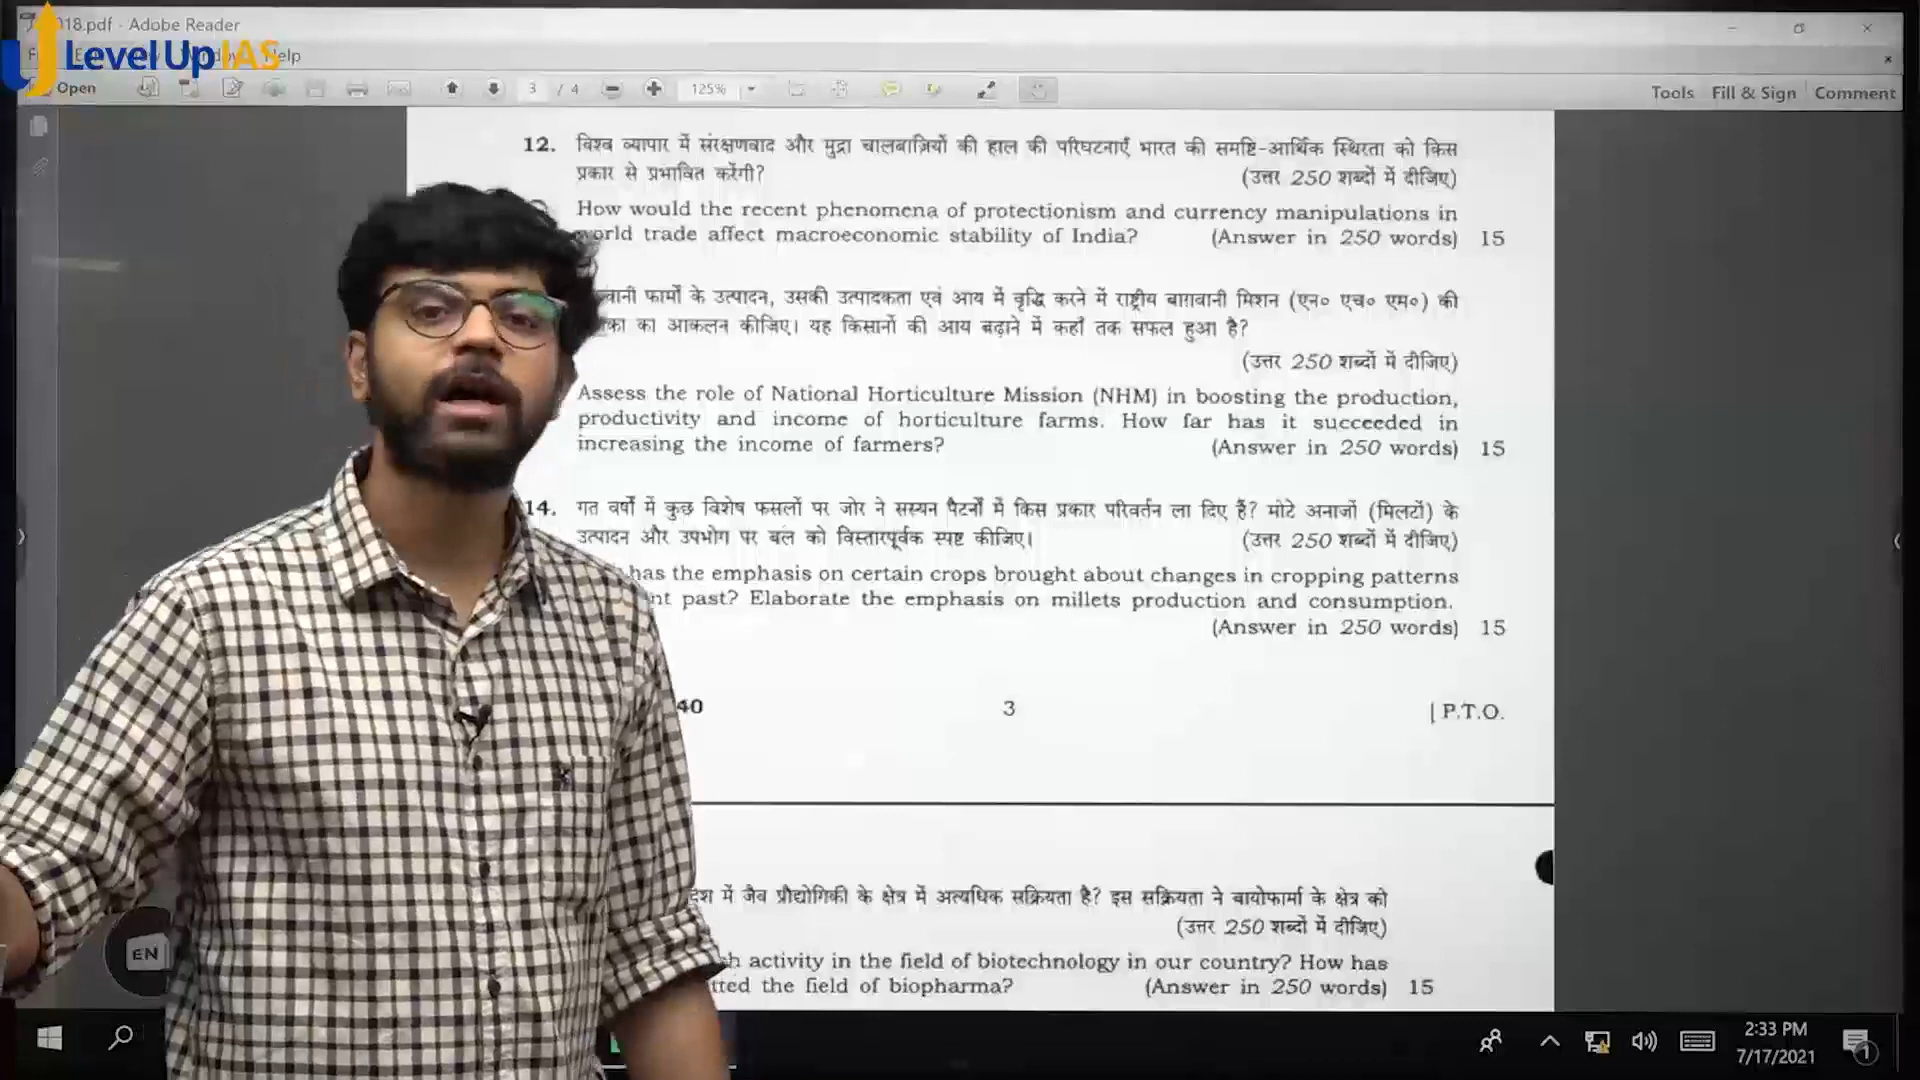 018.pdf - Adobe Reader
LevelUp IAS
Help
Open
3 / 4
125%
Tools Fill & Sign Comment
12. विश्व व्यापार में संरक्षणवाद और मुद्रा चालबाज़ियों की हाल की परिघटनाएँ भारत की समष्टि-आर्थिक स्थिरता को किस
प्रकार से प्रभावित करेंगी? (उत्तर 250 शब्दों में दीजिए)
How would the recent phenomena of protectionism and currency manipulations in
world trade affect macroeconomic stability of India? (Answer in 250 words) 15
फार्मों के उत्पादन, उसकी उत्पादकता एवं आय में वृद्धि करने में राष्ट्रीय बाग़वानी मिशन (एन० एच० एम०) की
का आकलन कीजिए। यह किसानों की आय बढ़ाने में कहाँ तक सफल हुआ है?
(उत्तर 250 शब्दों में दीजिए)
Assess the role of National Horticulture Mission (NHM) in boosting the production,
productivity and income of horticulture farms. How far has it succeeded in
increasing the income of farmers? (Answer in 250 words) 15
14. गत वर्षों में कुछ विशेष फसलों पर जोर ने सस्यन पैटर्नों में किस प्रकार परिवर्तन ला दिए हैं? मोटे अनाजों (मिलटों) के
उत्पादन और उपभोग पर बल को विस्तारपूर्वक स्पष्ट कीजिए। (उत्तर 250 शब्दों में दीजिए)
has the emphasis on certain crops brought about changes in cropping patterns
past? Elaborate the emphasis on millets production and consumption.
(Answer in 250 words) 15
40 3 | P.T.O.
में जैव प्रौद्योगिकी के क्षेत्र में अत्यधिक सक्रियता है? इस सक्रियता ने बायोफार्मा के क्षेत्र को
(उत्तर 250 शब्दों में दीजिए)
activity in the field of biotechnology in our country? How has
the field of biopharma? (Answer in 250 words) 15
EN
2:33 PM
7/17/2021
1